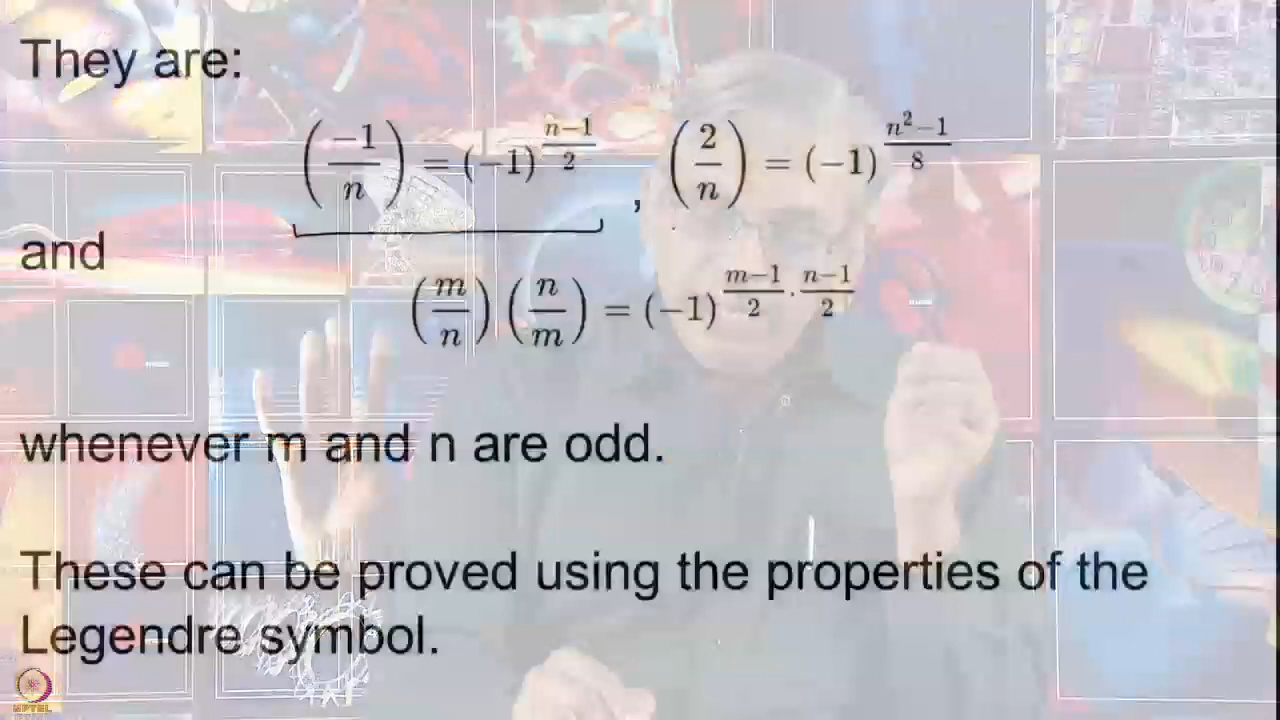 They are:
(−1/n) = (−1)^{(n−1)/2} , (2/n) = (−1)^{(n²−1)/8}
and
(m/n)(n/m) = (−1)^{(m−1)/2 · (n−1)/2}
whenever m and n are odd.
These can be proved using the properties of the
Legendre symbol.
NPTEL